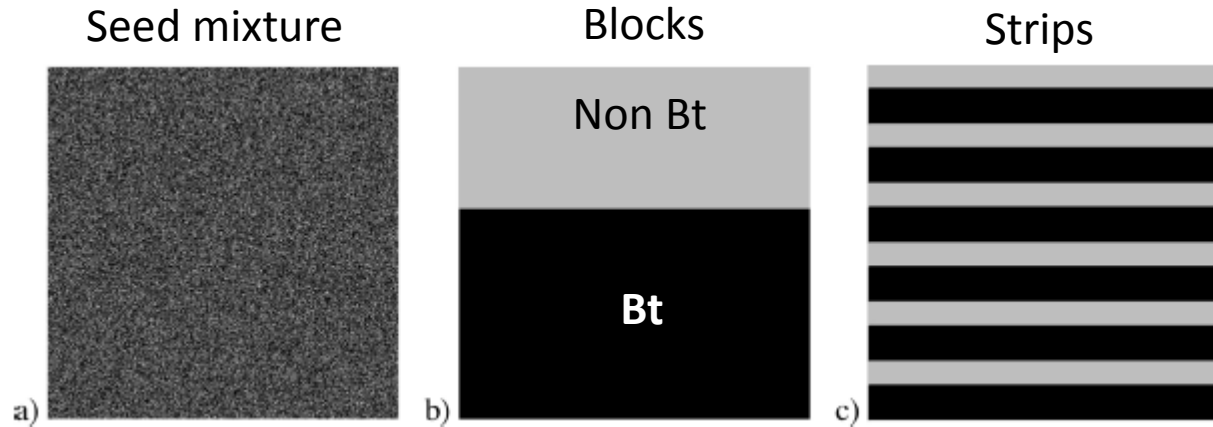 Seed mixture
Blocks
Strips
Non Bt
Bt
a)
b)
c)